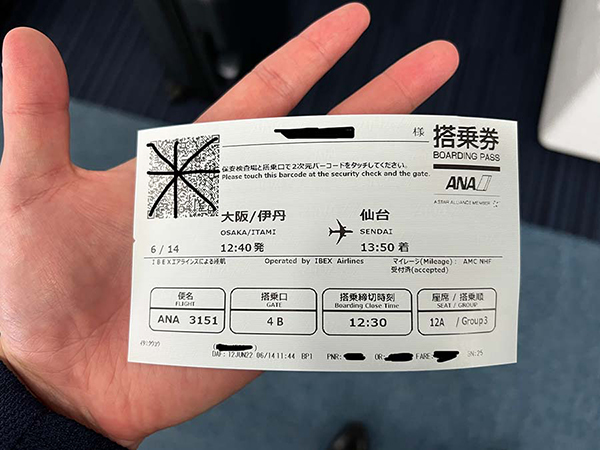 様
搭乗券
BOARDING PASS
保安検査場と搭乗口で2次元バーコードをタッチしてください。
Please touch this barcode at the security check and the gate.
ANA
A STAR ALLIANCE MEMBER
大阪/伊丹 仙台
OSAKA/ITAMI SENDAI
6 / 14 12:40 発 13:50 着
IBEXエアラインズによる運航 Operated by IBEX Airlines マイレージ(Mileage): AMC NHF
受付済(accepted)
便名 搭乗口 搭乗締切時刻 座席 / 搭乗順
FLIGHT GATE Boarding Close Time SEAT / GROUP
ANA 3151 4 B 12:30 12A / Group3
DAF: 12JUN22 06/14 11:44 BP1 PNR: OR: FARE: SN:25